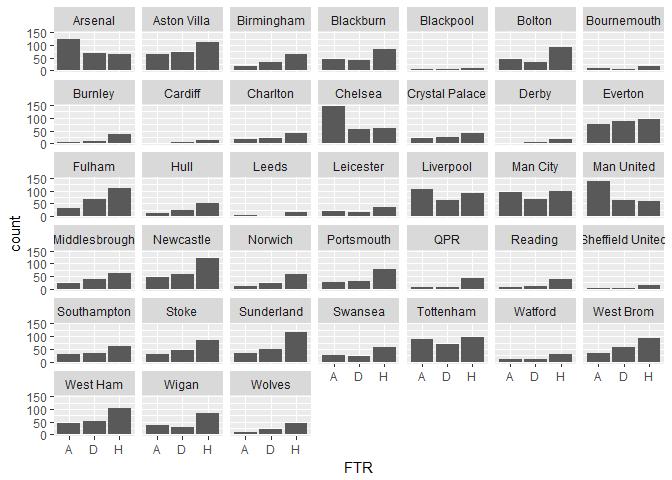 Arsenal Aston Villa Birmingham Blackburn Blackpool Bolton Bournemouth
150
100
50
0
Burnley Cardiff Charlton Chelsea Crystal Palace Derby Everton
150
100
50
0
Fulham Hull Leeds Leicester Liverpool Man City Man United
150
100
50
0
count
Middlesbrough Newcastle Norwich Portsmouth QPR Reading Sheffield United
150
100
50
0
Southampton Stoke Sunderland Swansea Tottenham Watford West Brom
150
100
50
0
A D H A D H A D H A D H
West Ham Wigan Wolves
150
100
50
0
A D H A D H A D H
FTR